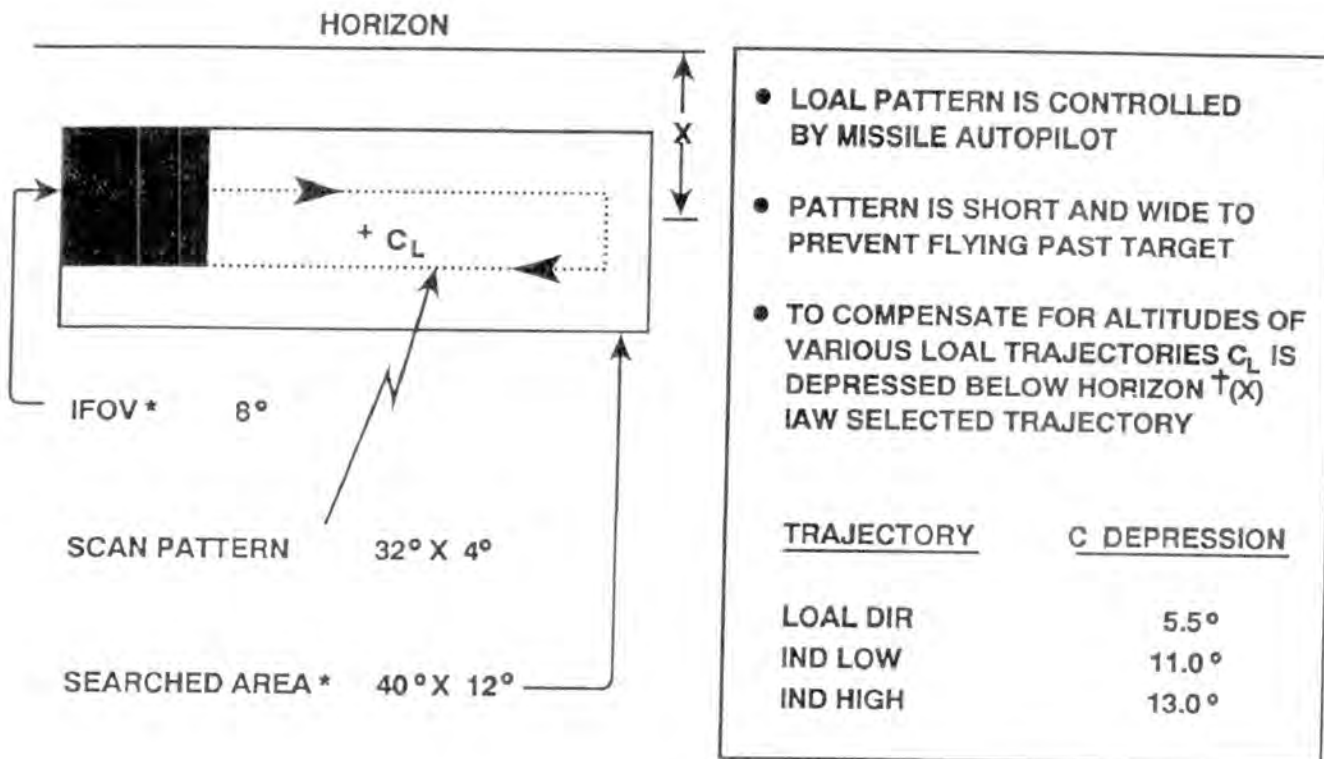 HORIZON
X
+ CL
IFOV * 8°
SCAN PATTERN 32° X 4°
SEARCHED AREA * 40° X 12°
● LOAL PATTERN IS CONTROLLED
BY MISSILE AUTOPILOT
● PATTERN IS SHORT AND WIDE TO
PREVENT FLYING PAST TARGET
● TO COMPENSATE FOR ALTITUDES OF
VARIOUS LOAL TRAJECTORIES CL IS
DEPRESSED BELOW HORIZON †(X)
IAW SELECTED TRAJECTORY
TRAJECTORY C DEPRESSION
LOAL DIR 5.5°
IND LOW 11.0°
IND HIGH 13.0°